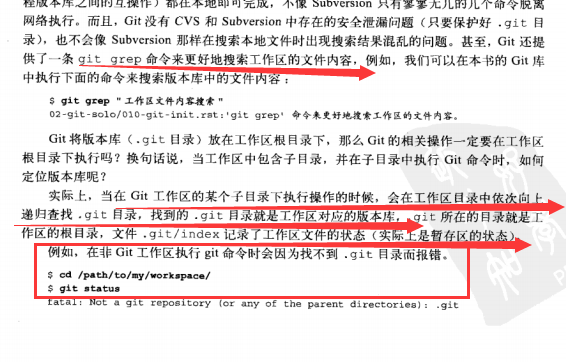 程版本库之间的互操作）都在本地即可完成，不像 Subversion 只有寥寥无几的几个命令脱离
网络执行。而且，Git 没有 CVS 和 Subversion 中存在的安全泄漏问题（只要保护好 .git 目
录），也不会像 Subversion 那样在搜索本地文件时出现搜索结果混乱的问题。甚至，Git 还提
供了一条 git grep 命令来更好地搜索工作区的文件内容，例如，我们可以在本书的 Git 库
中执行下面的命令来搜索版本库中的文件内容：
$ git grep "工作区文件内容搜索"
02-git-solo/010-git-init.rst:'git grep' 命令来更好地搜索工作区的文件内容。
Git 将版本库（.git 目录）放在工作区根目录下，那么 Git 的相关操作一定要在工作区
根目录下执行吗？换句话说，当工作区中包含子目录，并在子目录中执行 Git 命令时，如何
定位版本库呢？
实际上，当在 Git 工作区的某个子目录下执行操作的时候，会在工作区目录中依次向上
递归查找 .git 目录，找到的 .git 目录就是工作区对应的版本库，.git 所在的目录就是工
作区的根目录，文件 .git/index 记录了工作区文件的状态（实际上是暂存区的状态）。
例如，在非 Git 工作区执行 git 命令时会因为找不到 .git 目录而报错。
$ cd /path/to/my/workspace/
$ git status
fatal: Not a git repository (or any of the parent directories): .git